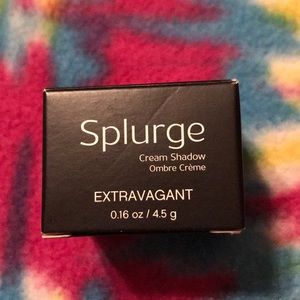 Splurge
Cream Shadow
Ombre Crème
EXTRAVAGANT
0.16 oz / 4.5 g